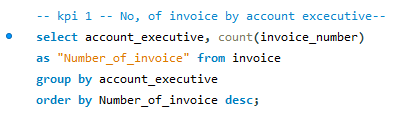 -- kpi 1 -- No, of invoice by account excecutive--
select account_executive, count(invoice_number)
as "Number_of_invoice" from invoice
group by account_executive
order by Number_of_invoice desc;